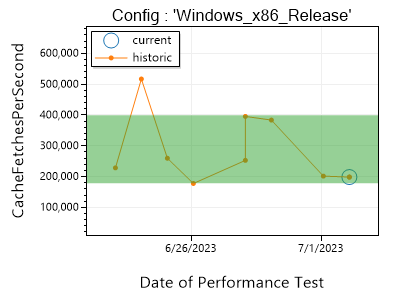 Config : 'Windows_x86_Release'
current
historic
600,000
500,000
400,000
300,000
200,000
100,000
CacheFetchesPerSecond
6/26/2023
7/1/2023
Date of Performance Test